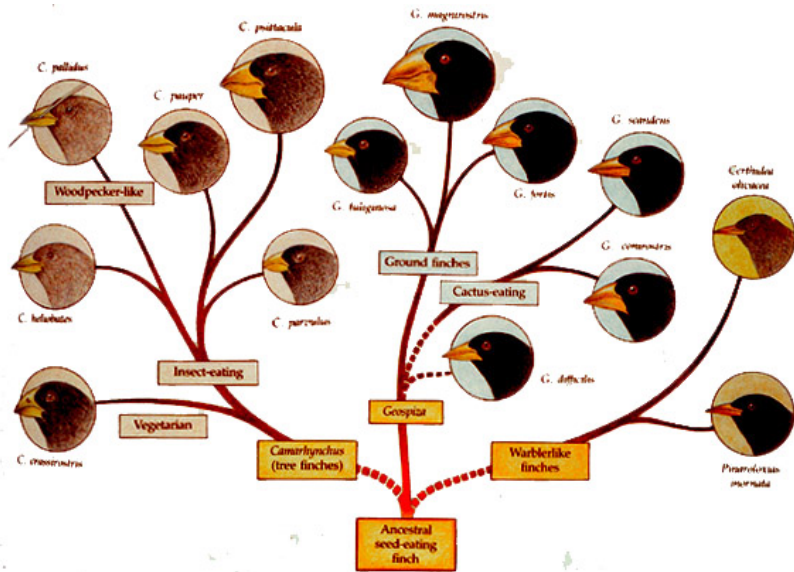 C. psittacula
G. magnirostris
C. pallidus
C. pauper
G. scandens
Certhidea
olivacea
Woodpecker-like
G. fuliginosa
G. fortis
Ground finches
G. conirostris
Cactus-eating
C. heliobates
C. parvulus
Insect-eating
G. difficilis
Vegetarian
Geospiza
C. crassirostris
Camarhynchus
(tree finches)
Warblerlike
finches
Pinaroloxias
inornata
Ancestral
seed-eating
finch